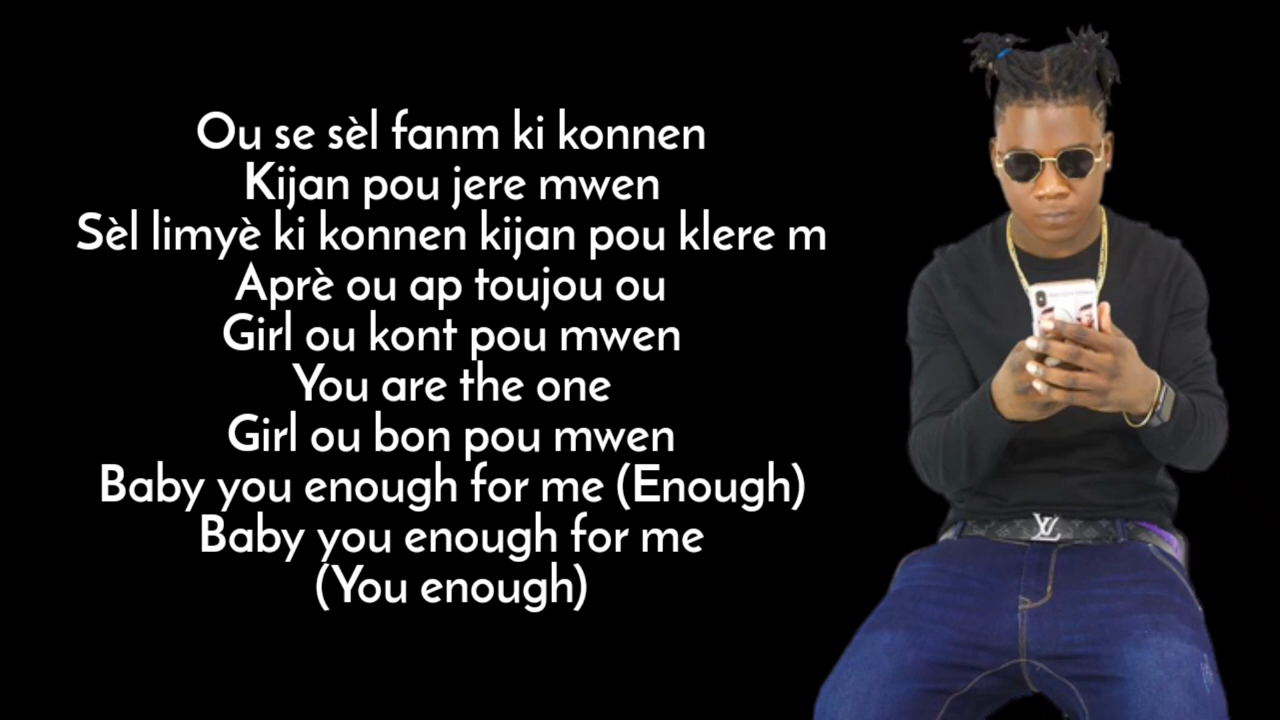 Ou se sèl fanm ki konnen
Kijan pou jere mwen
Sèl limyè ki konnen kijan pou klere m
Aprè ou ap toujou ou
Girl ou kont pou mwen
You are the one
Girl ou bon pou mwen
Baby you enough for me (Enough)
Baby you enough for me
(You enough)